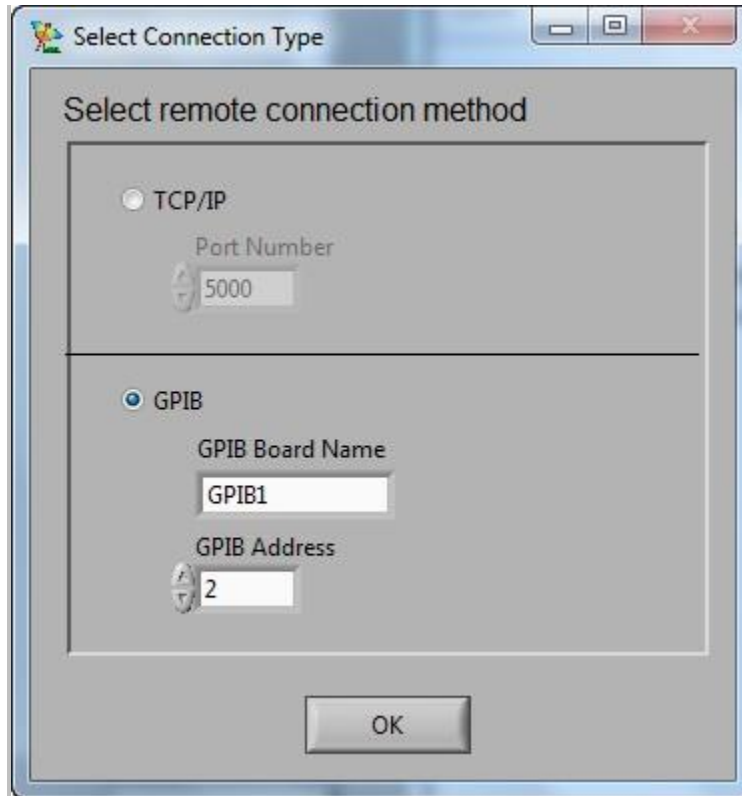 Select Connection Type
Select remote connection method
TCP/IP
Port Number
5000
GPIB
GPIB Board Name
GPIB1
GPIB Address
2
OK